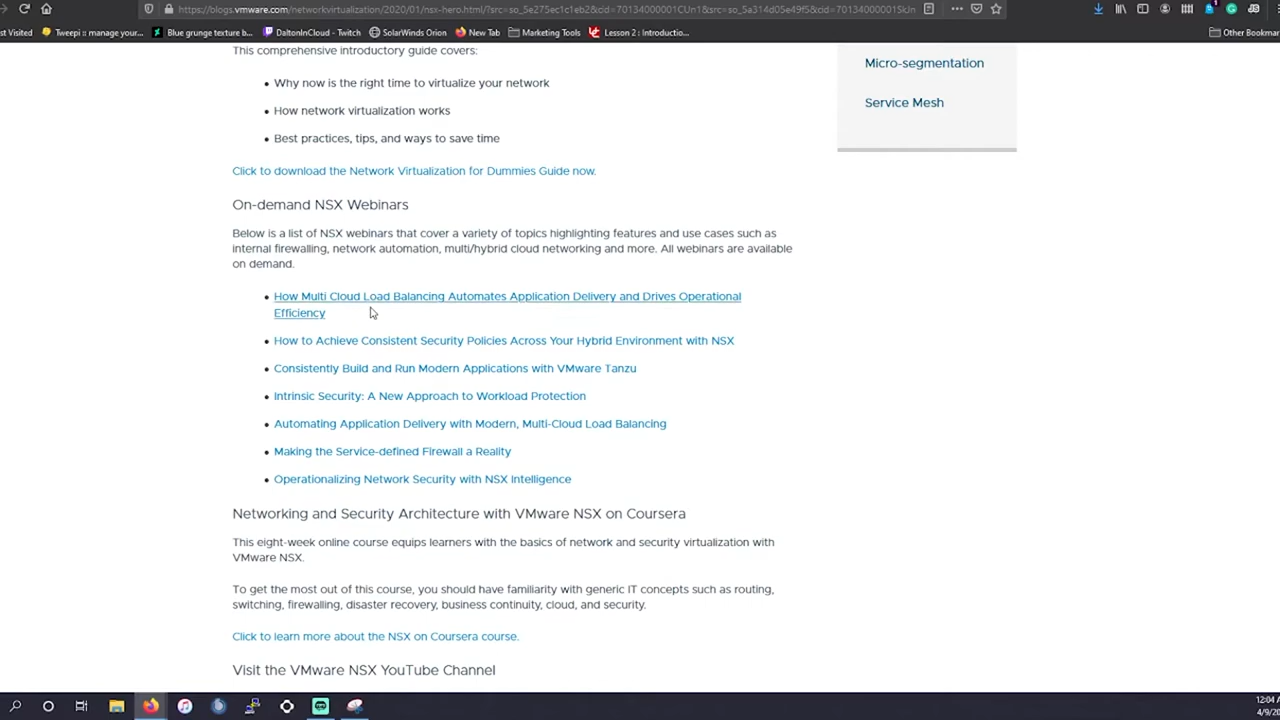 https://blogs.vmware.com/networkvirtualization/2020/01/nsx-hero.html/?src=so_5e275ec1c1eb2&cid=70134000001CUn1&src=so_5a314d05e49f5&cid=70134000001SkJn
st Visited
Tweepi :: manage your...
Blue grunge texture b...
DaltonInCloud - Twitch
SolarWinds Orion
New Tab
Marketing Tools
Lesson 2 : Introductio...
Other Bookmar
This comprehensive introductory guide covers:
• Why now is the right time to virtualize your network
• How network virtualization works
• Best practices, tips, and ways to save time
Click to download the Network Virtualization for Dummies Guide now.
On-demand NSX Webinars
Below is a list of NSX webinars that cover a variety of topics highlighting features and use cases such as
internal firewalling, network automation, multi/hybrid cloud networking and more. All webinars are available
on demand.
• How Multi Cloud Load Balancing Automates Application Delivery and Drives Operational
Efficiency
• How to Achieve Consistent Security Policies Across Your Hybrid Environment with NSX
• Consistently Build and Run Modern Applications with VMware Tanzu
• Intrinsic Security: A New Approach to Workload Protection
• Automating Application Delivery with Modern, Multi-Cloud Load Balancing
• Making the Service-defined Firewall a Reality
• Operationalizing Network Security with NSX Intelligence
Networking and Security Architecture with VMware NSX on Coursera
This eight-week online course equips learners with the basics of network and security virtualization with
VMware NSX.
To get the most out of this course, you should have familiarity with generic IT concepts such as routing,
switching, firewalling, disaster recovery, business continuity, cloud, and security.
Click to learn more about the NSX on Coursera course.
Visit the VMware NSX YouTube Channel
Micro-segmentation
Service Mesh
12:04
4/9/20